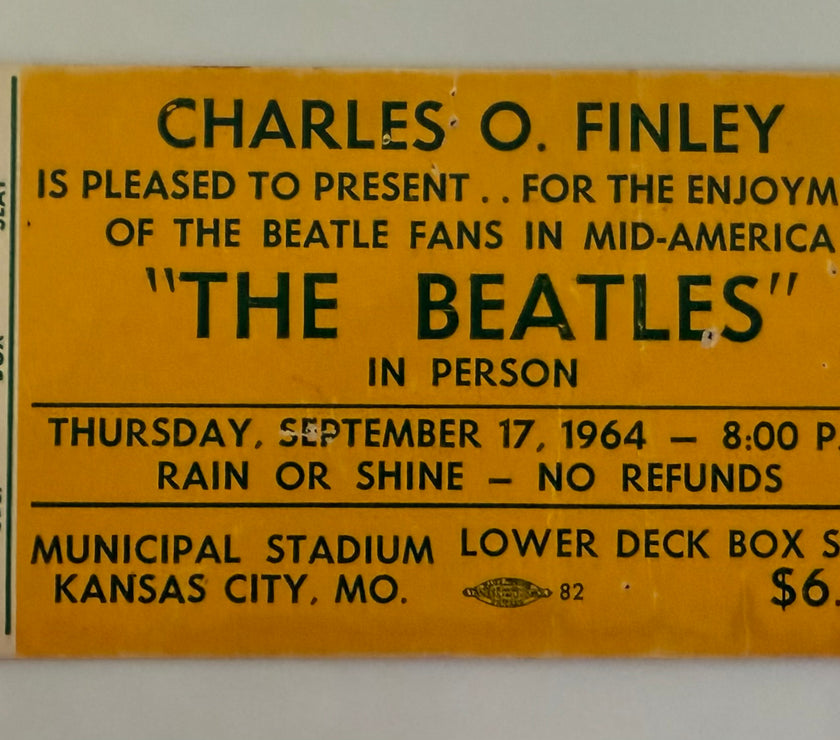 CHARLES O. FINLEY
IS PLEASED TO PRESENT . . FOR THE ENJOYM
OF THE BEATLE FANS IN MID-AMERICA
"THE BEATLES"
IN PERSON
THURSDAY, SEPTEMBER 17, 1964 — 8:00 P.
RAIN OR SHINE – NO REFUNDS
MUNICIPAL STADIUM
KANSAS CITY, MO.
LOWER DECK BOX S
82
$6.